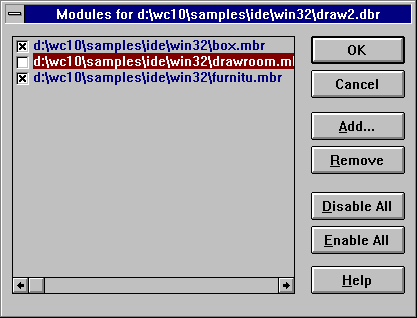 Modules for d:\wc10\samples\ide\win32\draw2.dbr
d:\wc10\samples\ide\win32\box.mbr
d:\wc10\samples\ide\win32\drawroom.ml
d:\wc10\samples\ide\win32\furnitu.mbr
OK
Cancel
Add...
Remove
Disable All
Enable All
Help